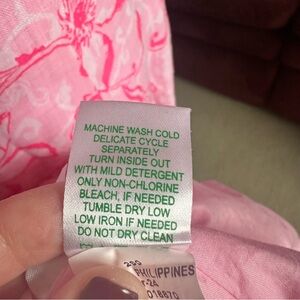 MACHINE WASH COLD
DELICATE CYCLE
SEPARATELY
TURN INSIDE OUT
WITH MILD DETERGENT
ONLY NON-CHLORINE
BLEACH, IF NEEDED
TUMBLE DRY LOW
LOW IRON IF NEEDED
DO NOT DRY CLEAN
PHILIPPINES
-24